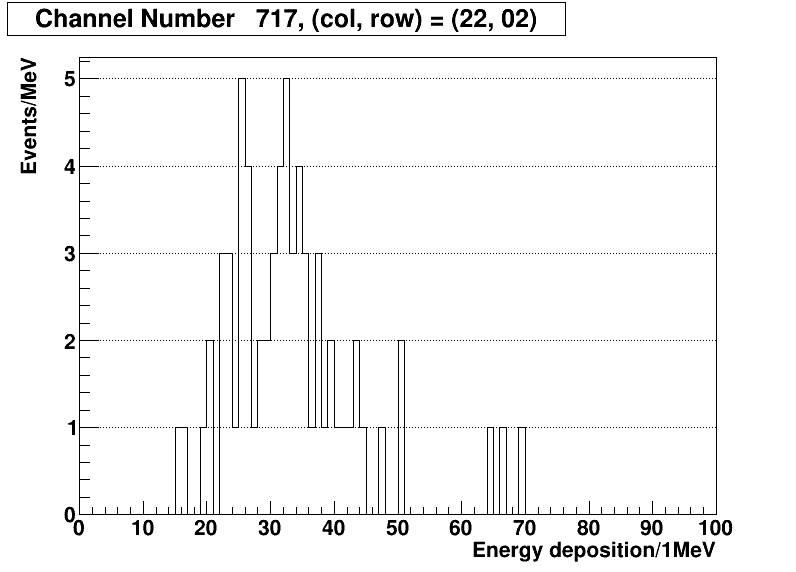 Channel Number 717, (col, row) = (22, 02)
Events/MeV
5
4
3
2
1
0
0 10 20 30 40 50 60 70 80 90 100
Energy deposition/1MeV